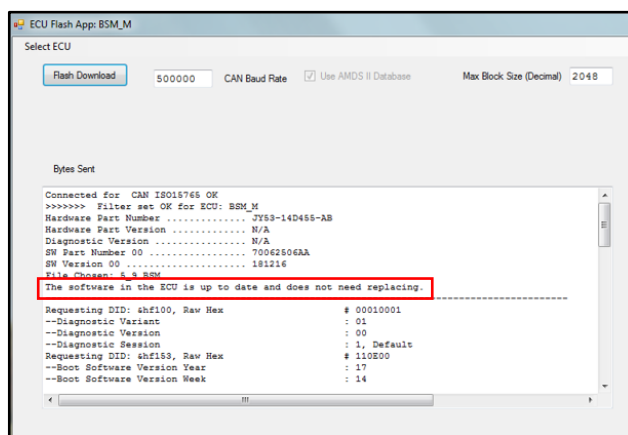 ECU Flash App: BSM_M
Select ECU
Flash Download 500000 CAN Baud Rate Use AMDS II Database Max Block Size (Decimal) 2048
Bytes Sent
Connected for CAN ISO15765 OK
>>>>>>> Filter set OK for ECU: BSM_M
Hardware Part Number .............. JY53-14D455-AB
Hardware Part Version ............. N/A
Diagnostic Version ................ N/A
SW Part Number 00 ................. 70062506AA
SW Version 00 ..................... 181216
File Chosen: 5_9_BSM
The software in the ECU is up to date and does not need replacing.
Requesting DID: &hf100, Raw Hex # 00010001
--Diagnostic Variant : 01
--Diagnostic Version : 00
--Diagnostic Session : 1, Default
Requesting DID: &hf153, Raw Hex # 110E00
--Boot Software Version Year : 17
--Boot Software Version Week : 14